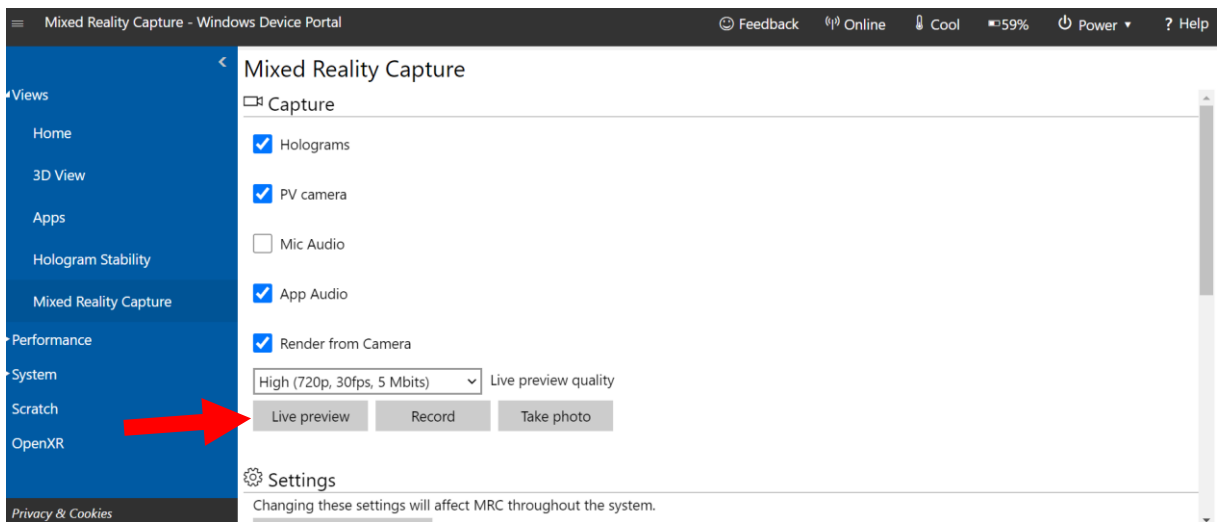 Mixed Reality Capture - Windows Device Portal
Feedback
Online
Cool
59%
Power
? Help
Views
Home
3D View
Apps
Hologram Stability
Mixed Reality Capture
Performance
System
Scratch
OpenXR
Privacy & Cookies
Mixed Reality Capture
Capture
Holograms
PV camera
Mic Audio
App Audio
Render from Camera
High (720p, 30fps, 5 Mbits) Live preview quality
Live preview Record Take photo
Settings
Changing these settings will affect MRC throughout the system.